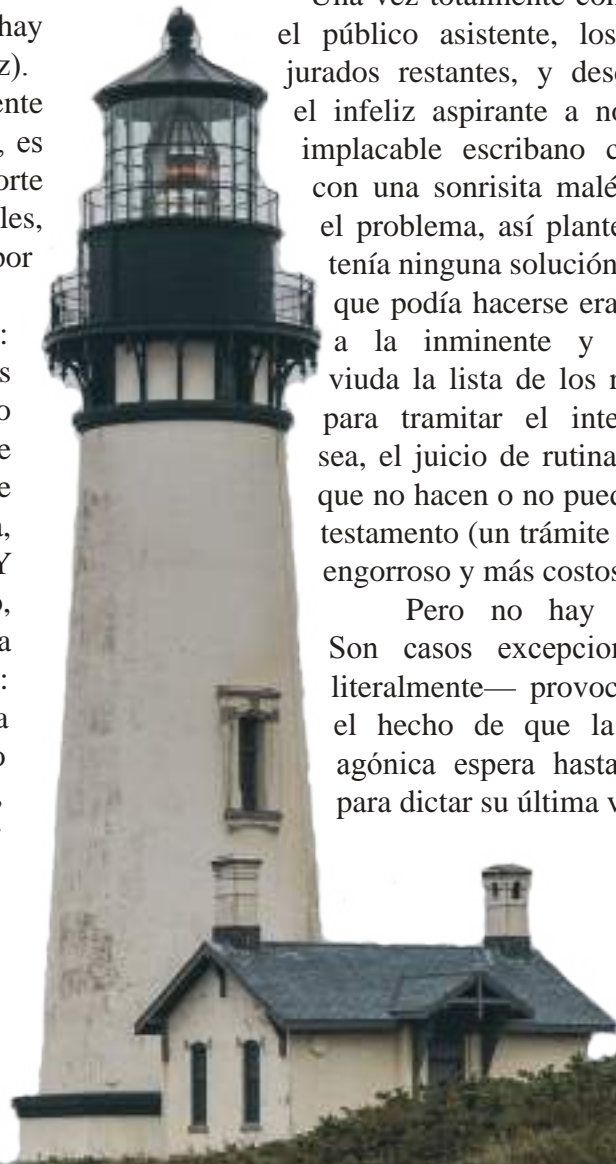 hay
z).
ente
, es
orte
les,
por
:
s
o
e
e
,
Y
o,
a
:
a
o
,
Una vez totalmente con
el público asistente, los
jurados restantes, y des
el infeliz aspirante a no
implacable escribano c
con una sonrisita malé
el problema, así plante
tenía ninguna solución
que podía hacerse era
a la inminente y
viuda la lista de los r
para tramitar el inte
sea, el juicio de rutina
que no hacen o no pued
testamento (un trámite
engorroso y más costos
Pero no hay
Son casos excepcion
literalmente— provoc
el hecho de que la
agónica espera hasta
para dictar su última v